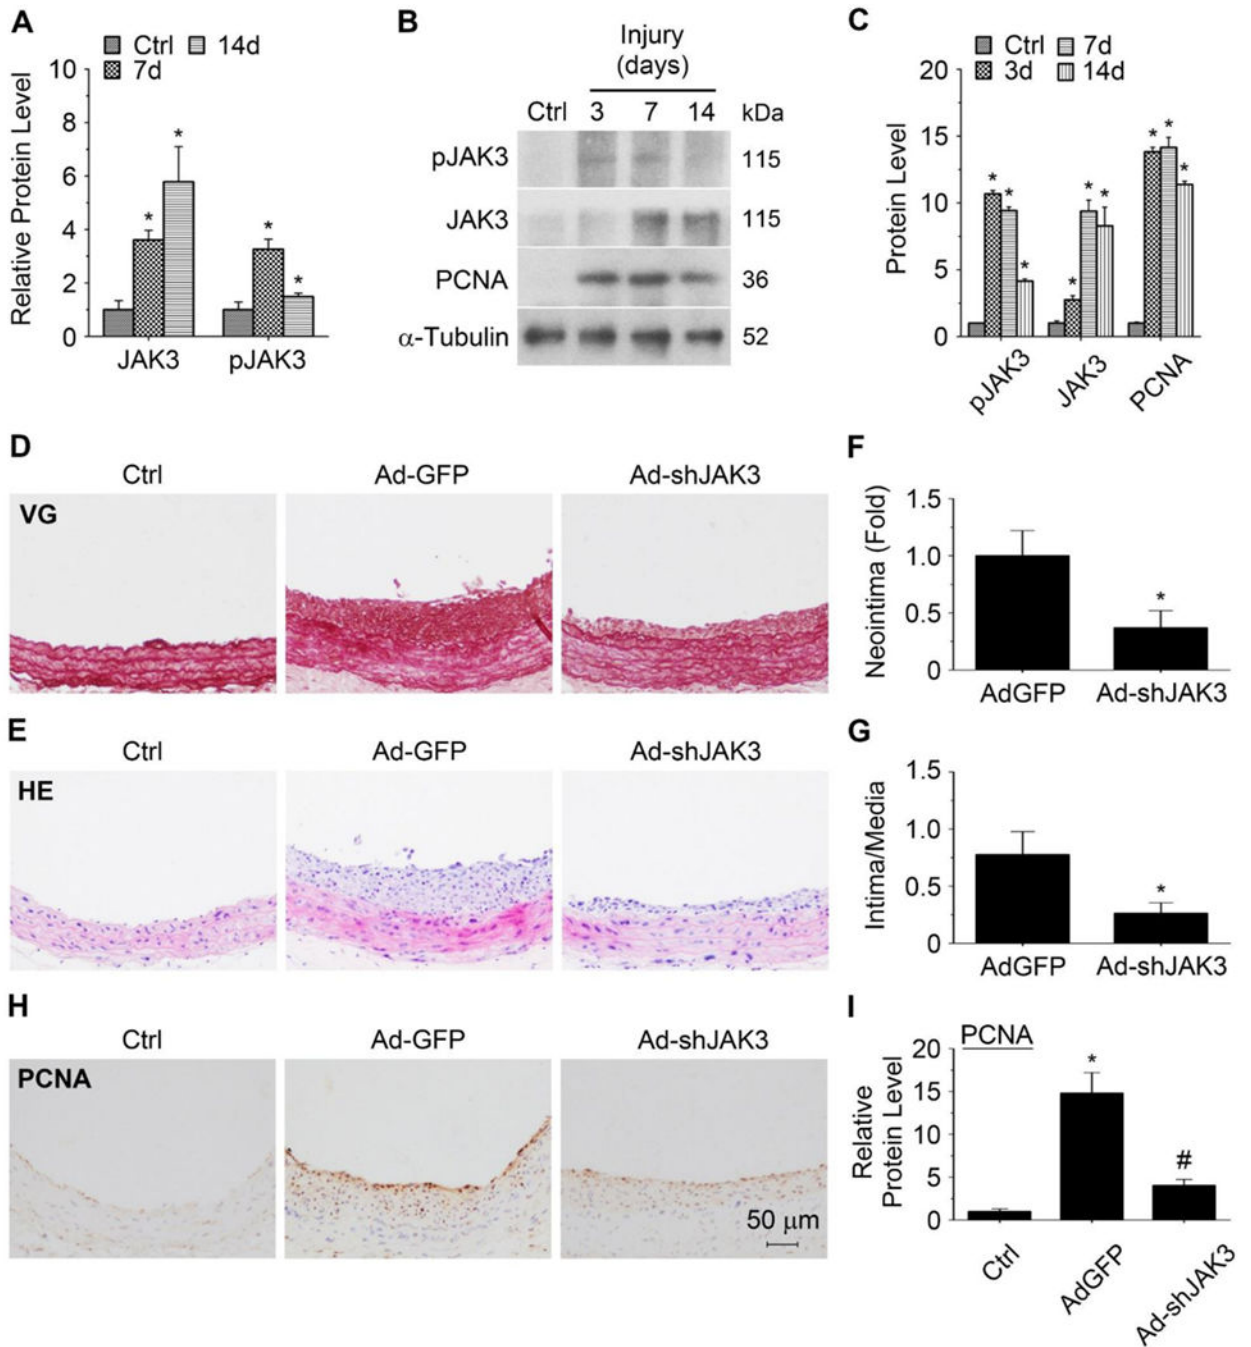 A
Ctrl 14d
7d
Relative Protein Level
10
8
6
4
2
0
* * * *
JAK3 pJAK3
B
Injury
(days)
Ctrl 3 7 14 kDa
pJAK3 115
JAK3 115
PCNA 36
α-Tubulin 52
C
Ctrl 7d
3d 14d
Protein Level
20
15
10
5
0
* * * * * * * * *
pJAK3 JAK3 PCNA
D
Ctrl Ad-GFP Ad-shJAK3
VG
F
Neointima (Fold)
1.5
1.0
0.5
0
*
AdGFP Ad-shJAK3
E
Ctrl Ad-GFP Ad-shJAK3
HE
G
Intima/Media
1.5
1.0
0.5
0
*
AdGFP Ad-shJAK3
H
Ctrl Ad-GFP Ad-shJAK3
PCNA
50 μm
I
PCNA
Relative
Protein Level
20
15
10
5
0
* #
Ctrl AdGFP Ad-shJAK3